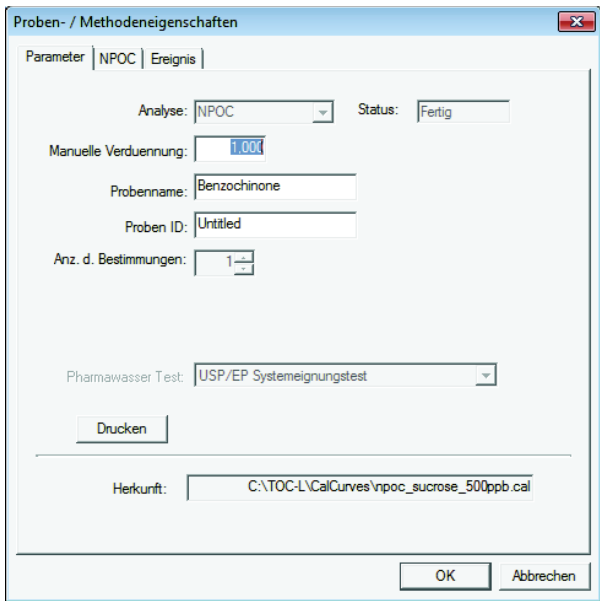 Proben- / Methodeneigenschaften
Parameter NPOC Ereignis
Analyse: NPOC Status: Fertig
Manuelle Verduennung: 1,000
Probenname: Benzochinone
Proben ID: Untitled
Anz. d. Bestimmungen: 1
Pharmawasser Test: USP/EP Systemeignungstest
Drucken
Herkunft: C:\TOC-L\CalCurves\npoc_sucrose_500ppb.cal
OK Abbrechen